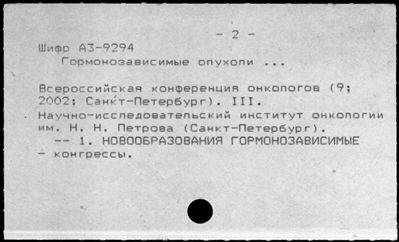 - 2 -
Шифр А3-9294
Гормонозависимые опухоли ...
Всероссийская конференция онкологов (9;
2002; Санкт-Петербург). III.
Научно-исследовательский институт онкологии
им. Н. Н. Петрова (Санкт-Петербург).
-- 1. НОВООБРАЗОВАНИЯ ГОРМОНОЗАВИСИМЫЕ
- конгрессы.